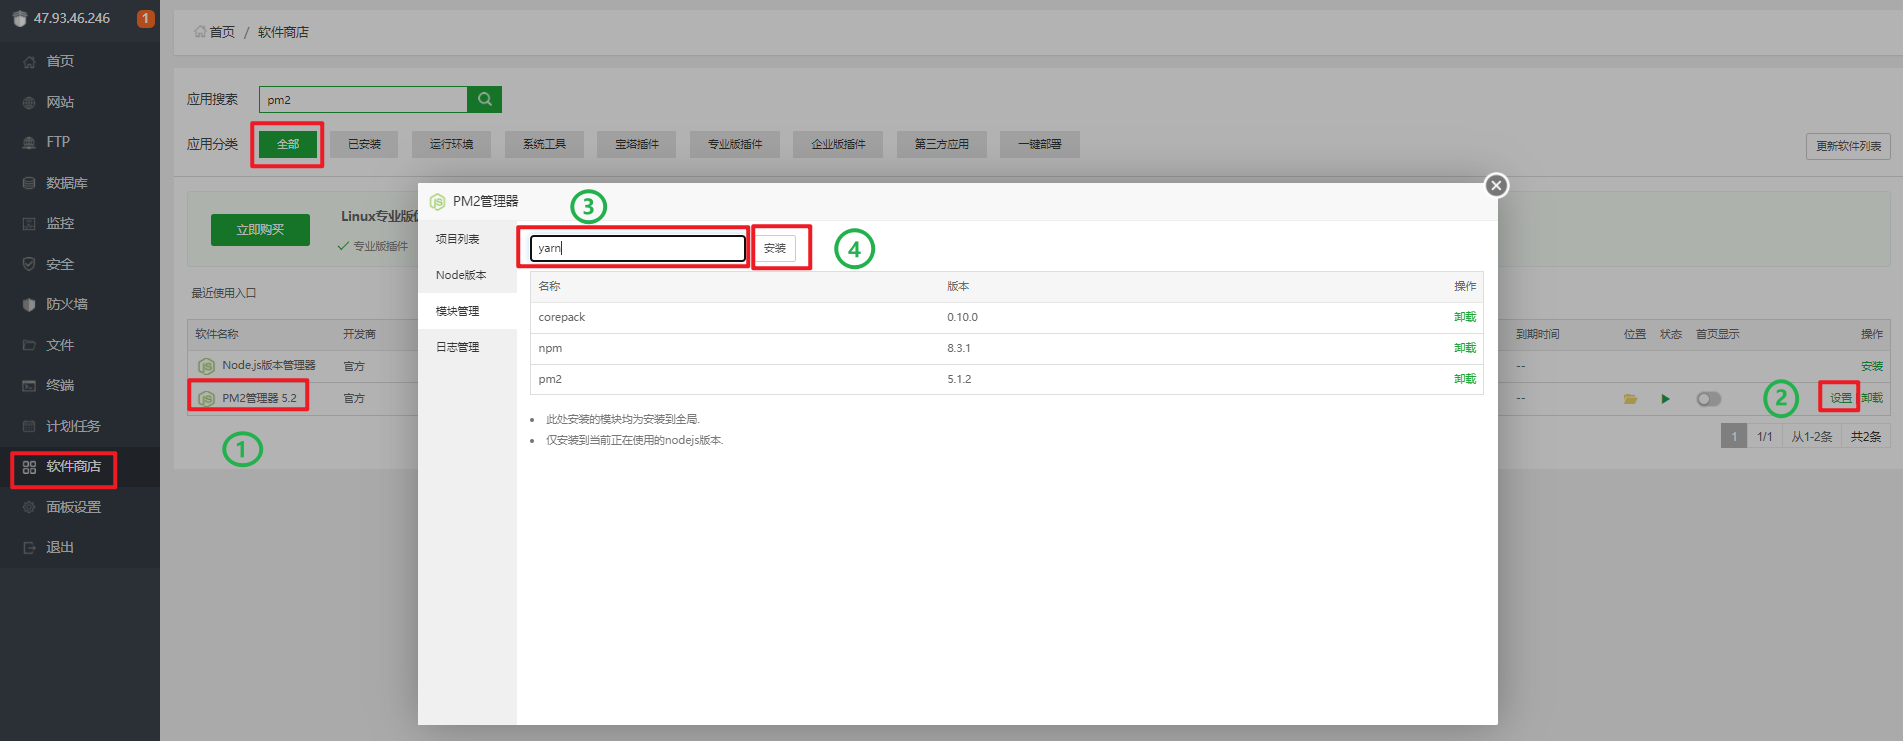 47.93.46.246 1
首页
网站
FTP
数据库
监控
安全
防火墙
文件
终端
计划任务
软件商店
面板设置
退出
首页 / 软件商店
应用搜索 pm2
应用分类 全部 已安装 运行环境 系统工具 宝塔插件 专业版插件 企业版插件 第三方应用 一键部署 更新软件列表
立即购买
Linux专业版
专业版插件
最近使用入口
软件名称 开发商 到期时间 位置 状态 首页显示 操作
Node.js版本管理器 官方 -- 安装
PM2管理器 5.2 官方 -- 2 设置 卸载
1
1 1/1 从1-2条 共2条
PM2管理器 3
项目列表
Node版本
模块管理
日志管理
yarn 安装 4
名称 版本 操作
corepack 0.10.0 卸载
npm 8.3.1 卸载
pm2 5.1.2 卸载
此处安装的模块均为安装到全局.
仅安装到当前正在使用的nodejs版本.